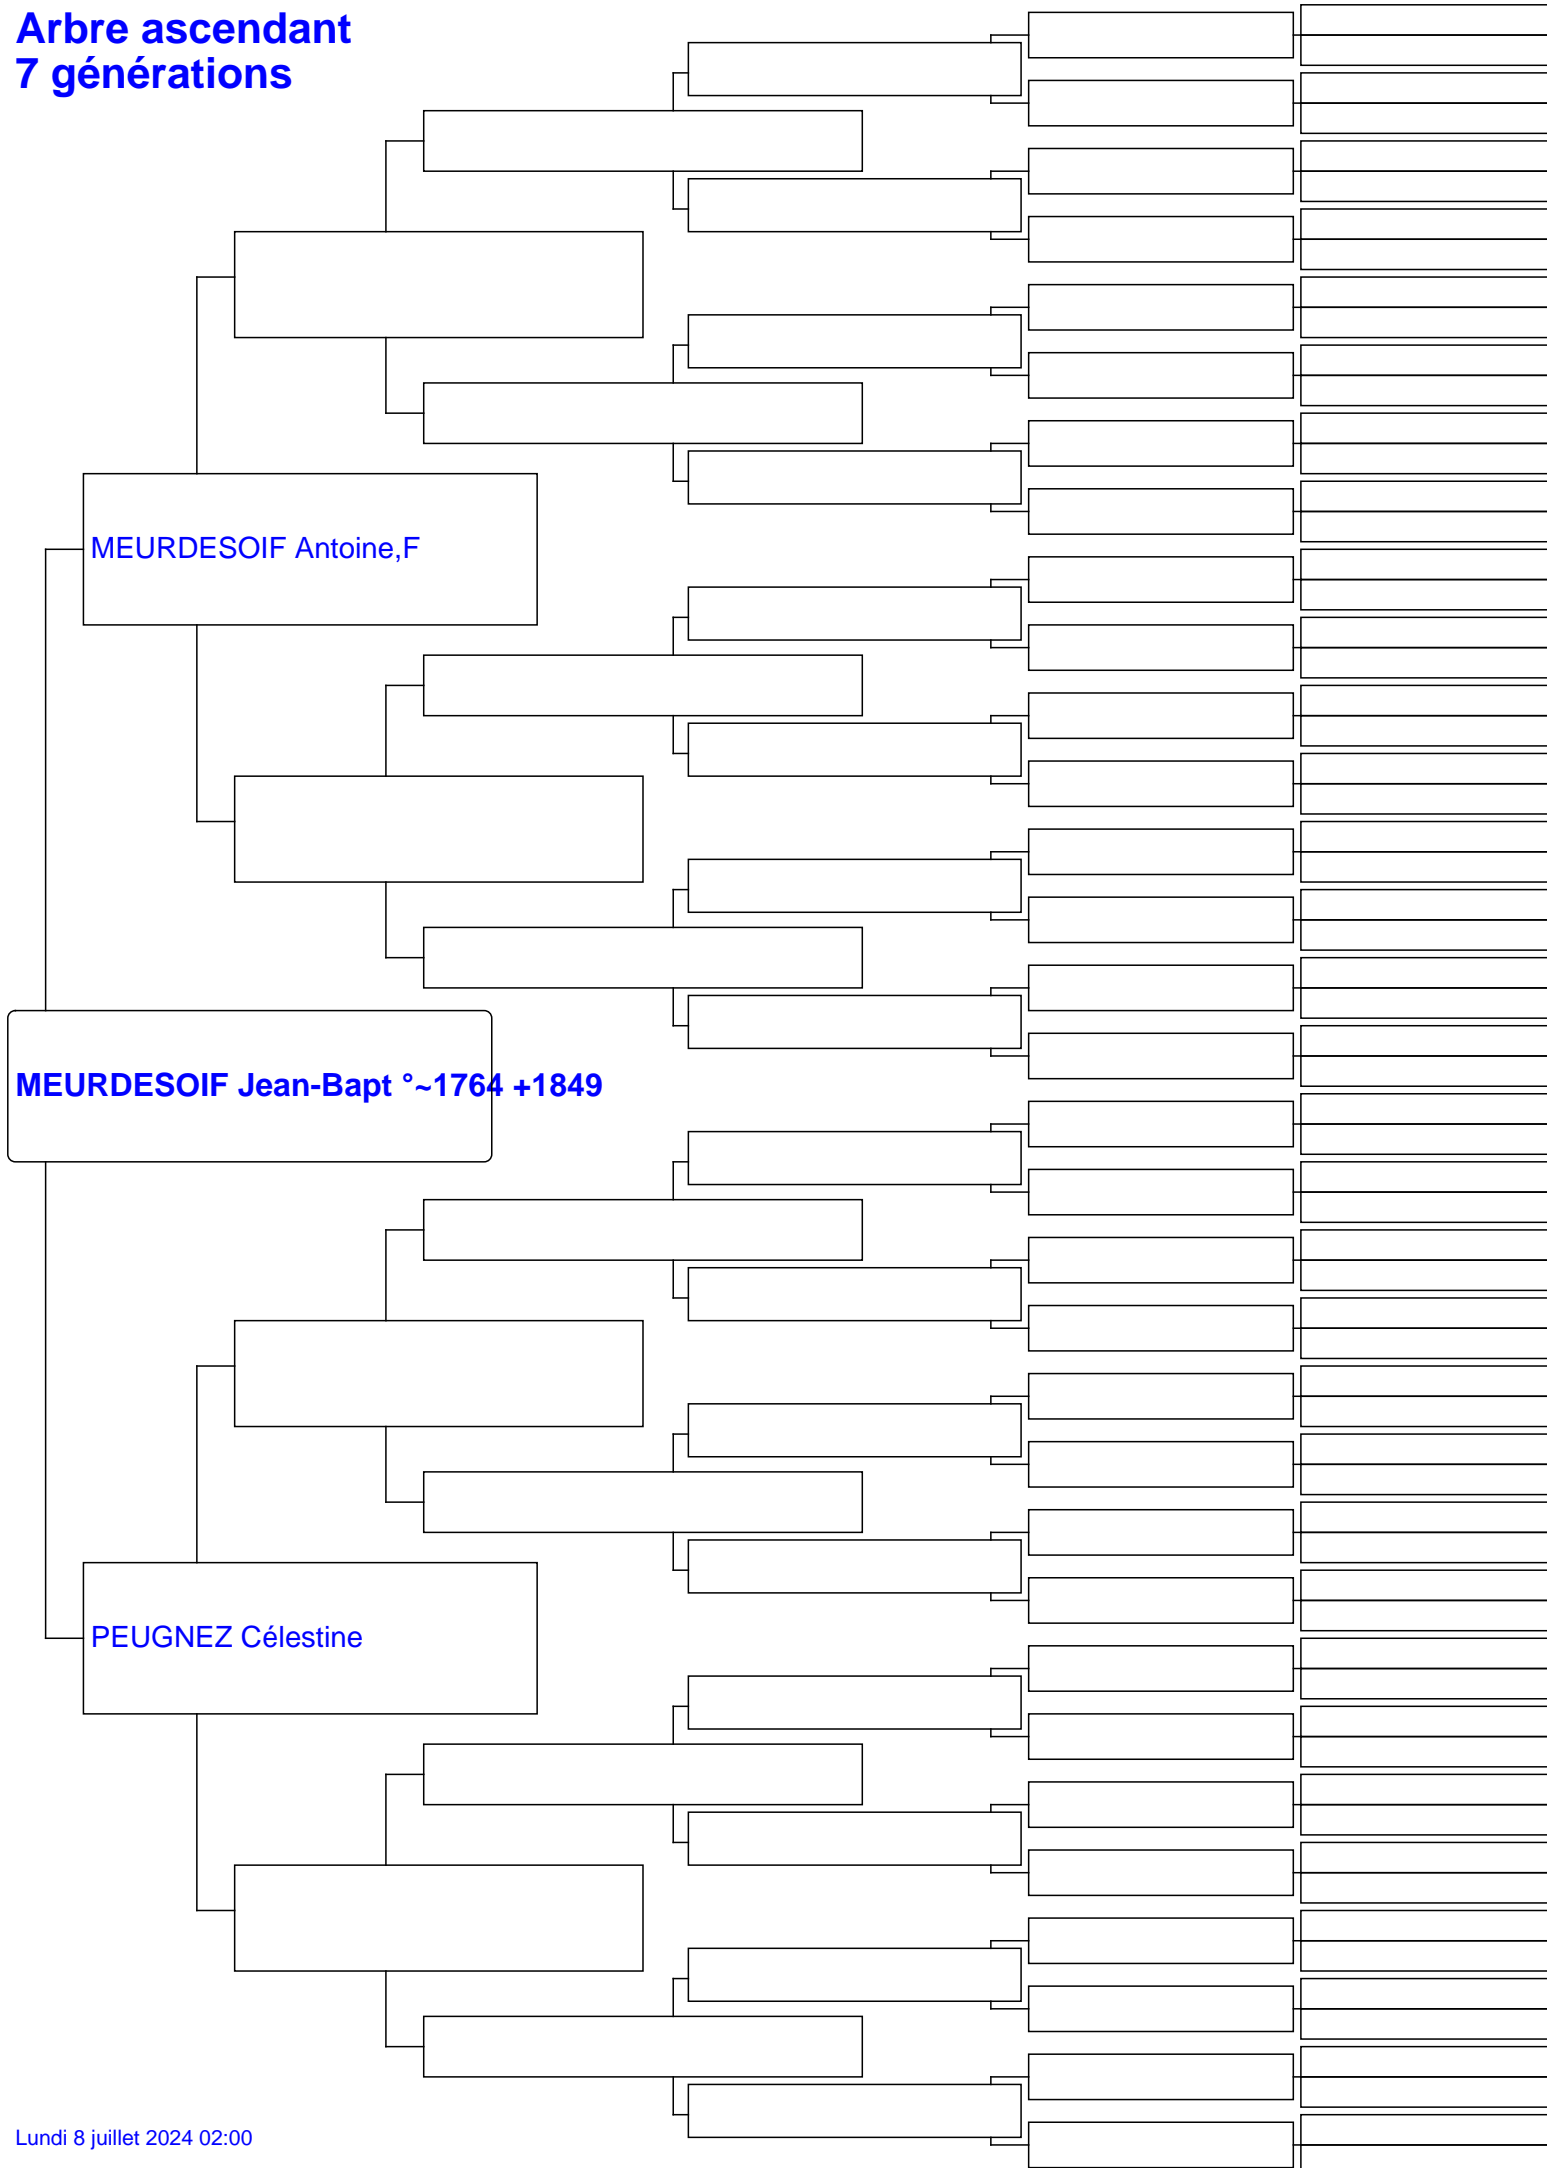 Arbre ascendant
7 générations
MEURDESOIF Antoine,F
MEURDESOIF Jean-Bapt °~1764 +1849
PEUGNEZ Célestine
Lundi 8 juillet 2024 02:00